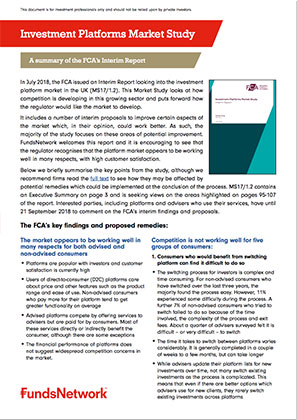 This document is for investment professionals only and should not be relied upon by private investors.
Investment Platforms Market Study
A summary of the FCA's Interim Report
In July 2018, the FCA issued an Interim Report looking into the investment
platform market in the UK (MS17/1.2). This Market Study looks at how
competition is developing in this growing sector and puts forward how
the regulator would like the market to develop.
It includes a number of interim proposals to improve certain aspects of
the market which, in their opinion, could work better. As such, the
majority of the study focuses on these areas of potential improvement.
FundsNetwork welcomes this report and it is encouraging to see that
the regulator recognises that the platform market appears to be working
well in many respects, with high customer satisfaction.
Below we briefly summarise the key points from the study, although we
recommend firms read the full text to see how they may be affected by
potential remedies which could be implemented at the conclusion of the process. MS17/1.2 contains
an Executive Summary on page 3 and is seeking views on the areas highlighted on pages 95-107
of the report. Interested parties, including platforms and advisers who use their services, have until
21 September 2018 to comment on the FCA's interim findings and proposals.
The FCA's key findings and proposed remedies:
The market appears to be working well in
many respects for both advised and
non-advised consumers
• Platforms are popular with investors and customer
satisfaction is currently high
• Users of direct-to-consumer (D2C) platforms care
about price and other features such as the product
range and ease of use. Non-advised consumers
who pay more for their platform tend to get
greater functionality on average
• Advised platforms compete by offering services to
advisers but are paid for by consumers. Most of
these services directly or indirectly benefit the
consumer, although there are some exceptions
• The financial performance of platforms does
not suggest widespread competition concerns in
the market.
Competition is not working well for five
groups of consumers:
1. Consumers who would benefit from switching
platform can find it difficult to do so
• The switching process for investors is complex and
time consuming. For non-advised consumers who
have switched over the last three years, the
majority found the process easy. However, 11%
experienced some difficulty during the process. A
further 7% of non-advised consumers who tried to
switch failed to do so because of the time
involved, the complexity of the process and exit
fees. About a quarter of advisers surveyed felt it is
difficult – or very difficult – to switch
• The time it takes to switch between platforms varies
considerably. It is generally completed in a couple
of weeks to a few months, but can take longer
• While advisers update their platform lists for new
investments over time, not many switch existing
investments as the process is complicated. This
means that even if there are better options which
advisers use for new clients, they rarely switch
existing investments across platforms
FundsNetwork